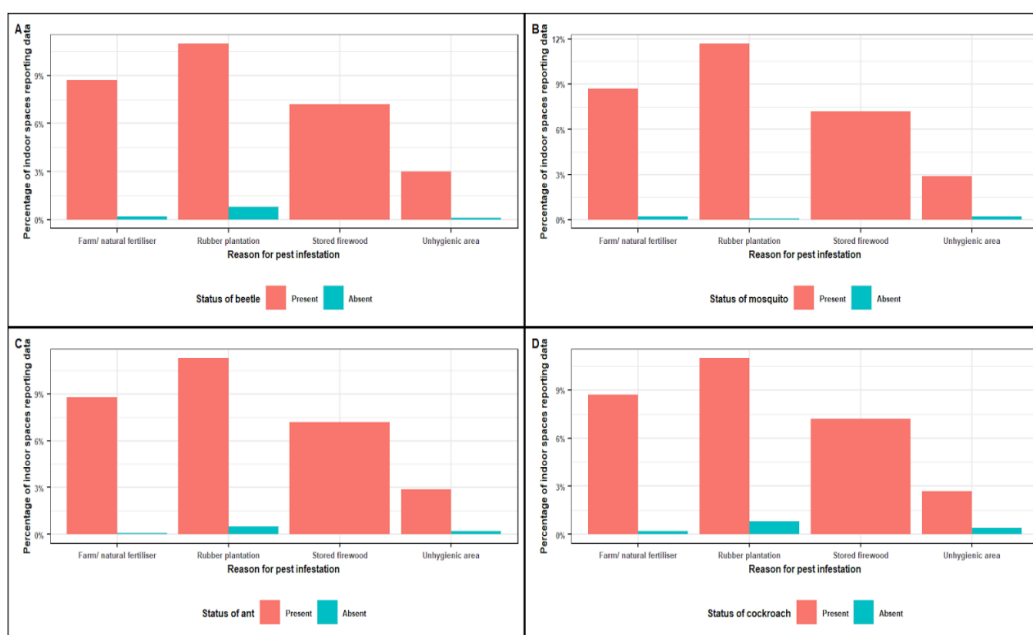 A
Percentage of indoor spaces reporting data
9%
6%
3%
0%
Farm/ natural fertiliser Rubber plantation Stored firewood Unhygienic area
Reason for pest infestation
Status of beetle Present Absent
B
Percentage of indoor spaces reporting data
12%
9%
6%
3%
0%
Farm/ natural fertiliser Rubber plantation Stored firewood Unhygienic area
Reason for pest infestation
Status of mosquito Present Absent
C
Percentage of indoor spaces reporting data
9%
6%
3%
0%
Farm/ natural fertiliser Rubber plantation Stored firewood Unhygienic area
Reason for pest infestation
Status of ant Present Absent
D
Percentage of indoor spaces reporting data
9%
6%
3%
0%
Farm/ natural fertiliser Rubber plantation Stored firewood Unhygienic area
Reason for pest infestation
Status of cockroach Present Absent